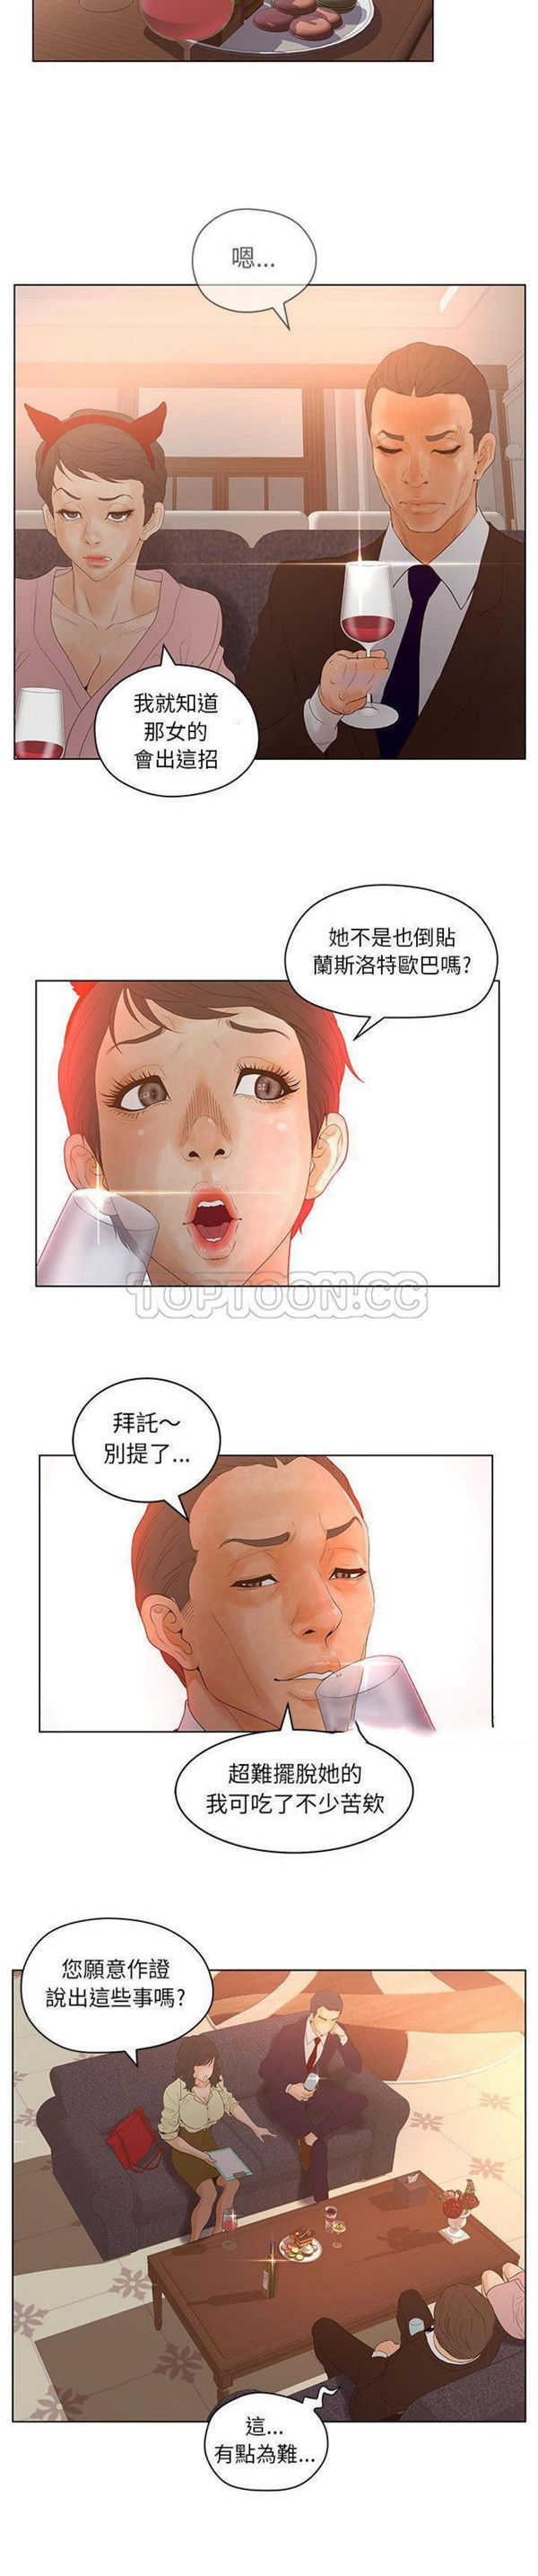 嗯...
我就知道
那女的
會出這招
她不是也倒貼
蘭斯洛特歐巴嗎?
TOPTOON.CC
拜託～
別提了...
超難擺脫她的
我可吃了不少苦欸
您願意作證
說出這些事嗎?
這...
有點為難...